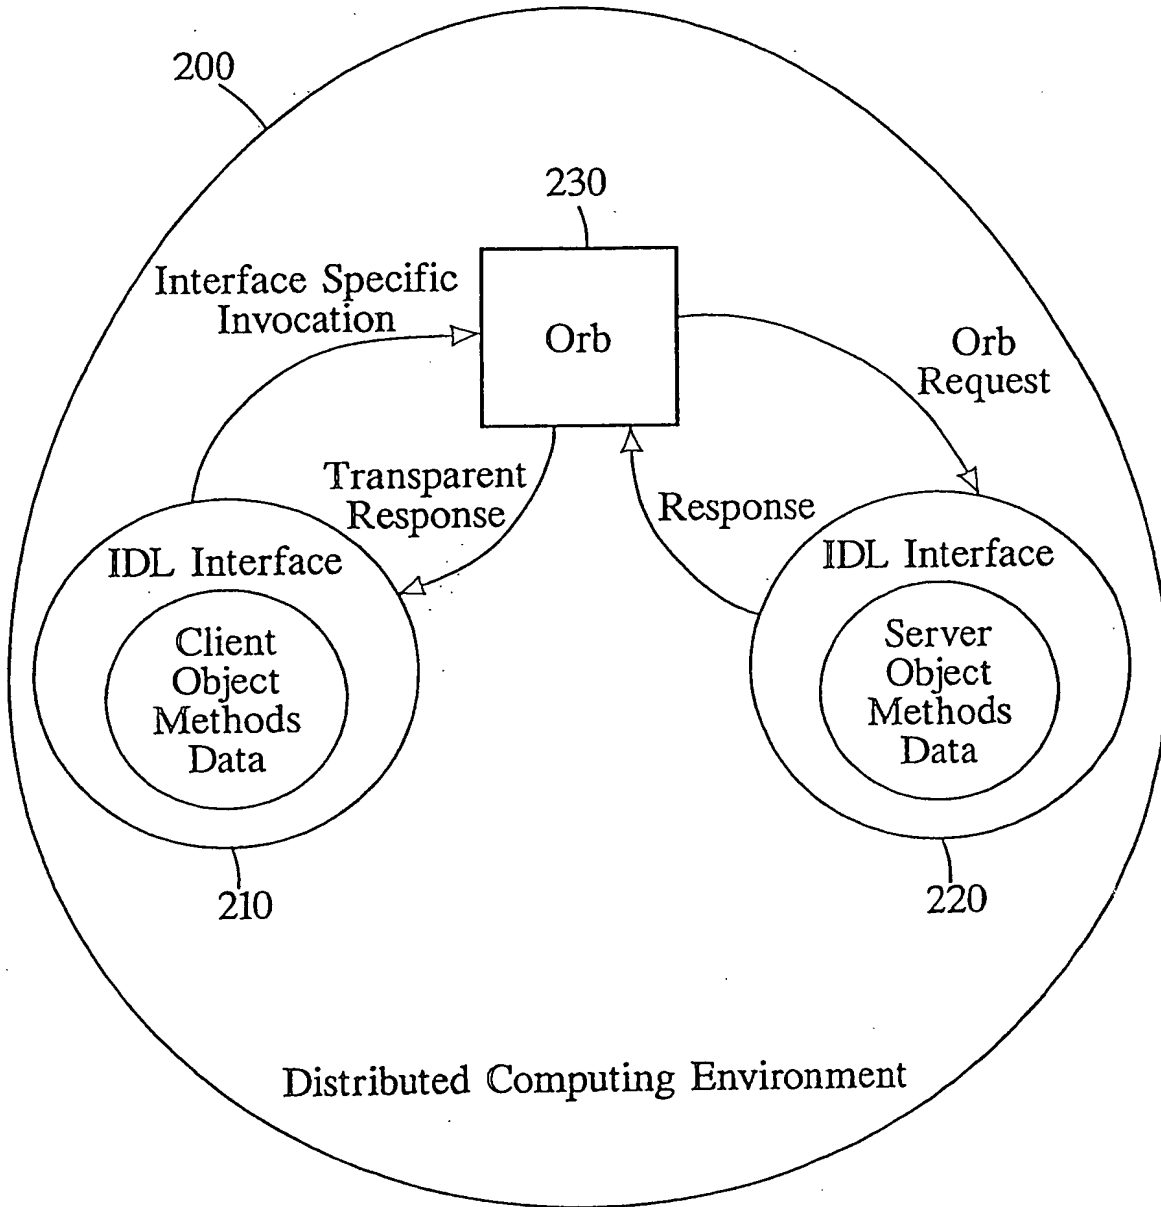 200
230
Interface Specific
Invocation
Orb
Orb
Request
Transparent
Response
Response
IDL Interface
Client
Object
Methods
Data
IDL Interface
Server
Object
Methods
Data
210
220
Distributed Computing Environment